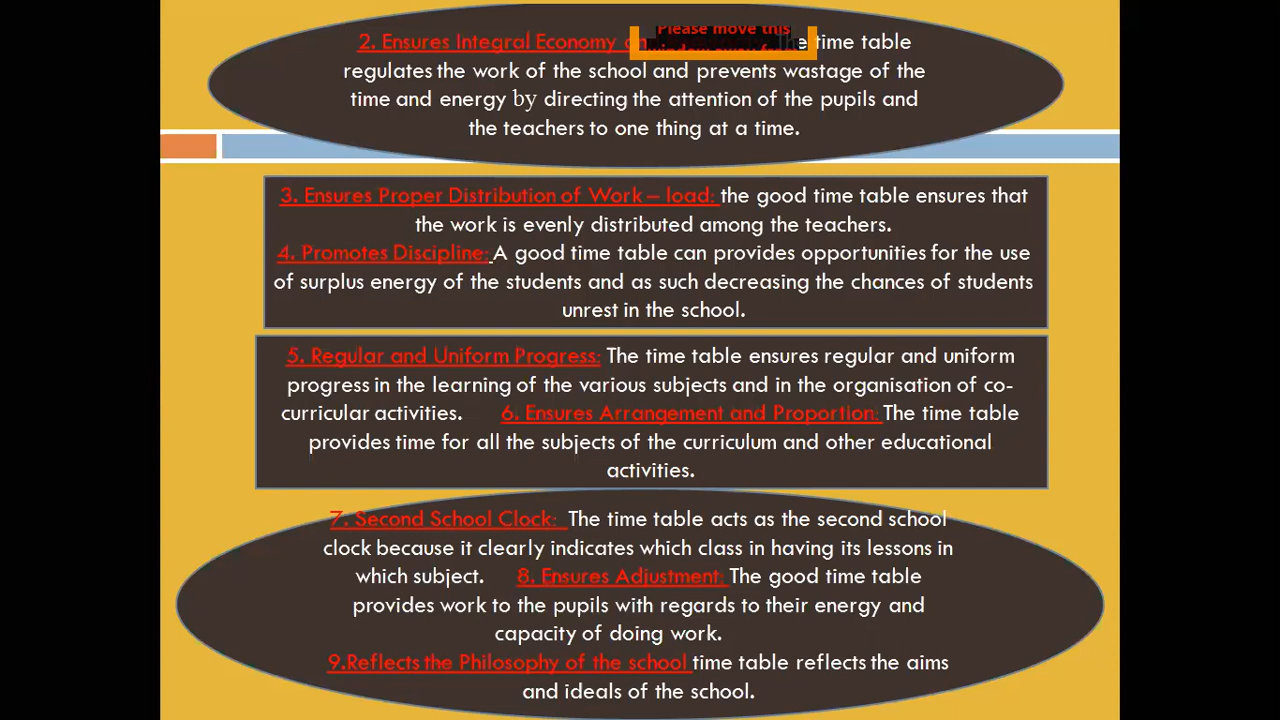 2. Ensures Integral Economy time table
Please move this
regulates the work of the school and prevents wastage of the
time and energy by directing the attention of the pupils and
the teachers to one thing at a time.
3. Ensures Proper Distribution of Work – load: the good time table ensures that
the work is evenly distributed among the teachers.
4. Promotes Discipline: A good time table can provides opportunities for the use
of surplus energy of the students and as such decreasing the chances of students
unrest in the school.
5. Regular and Uniform Progress: The time table ensures regular and uniform
progress in the learning of the various subjects and in the organisation of co-
curricular activities. 6. Ensures Arrangement and Proportion: The time table
provides time for all the subjects of the curriculum and other educational
activities.
7. Second School Clock: The time table acts as the second school
clock because it clearly indicates which class in having its lessons in
which subject. 8. Ensures Adjustment: The good time table
provides work to the pupils with regards to their energy and
capacity of doing work.
9.Reflects the Philosophy of the school time table reflects the aims
and ideals of the school.